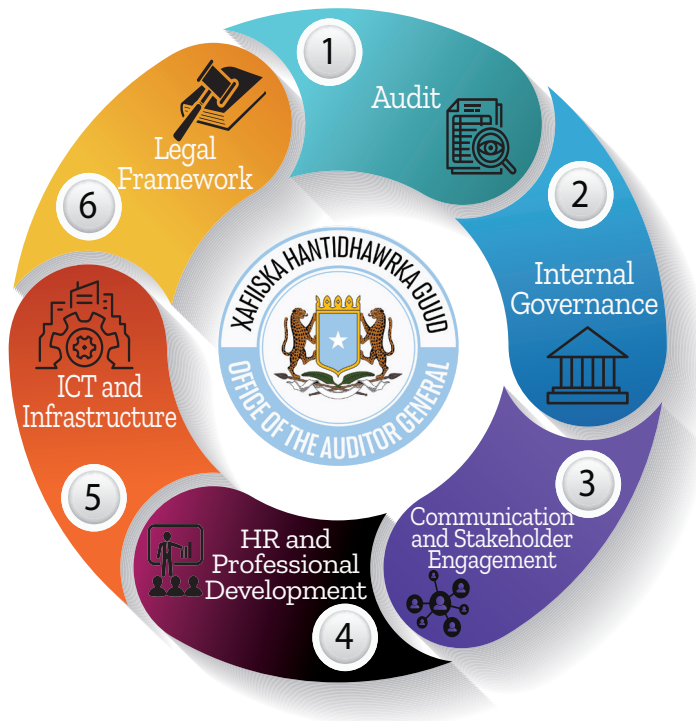 1
Audit
2
Internal
Governance
3
Communication
and Stakeholder
Engagement
HR and
Professional
Development
4
ICT and
Infrastructure
5
Legal
Framework
6
XAFIISKA HANTIDHAWRKA GUUD
OFFICE OF THE AUDITOR GENERAL